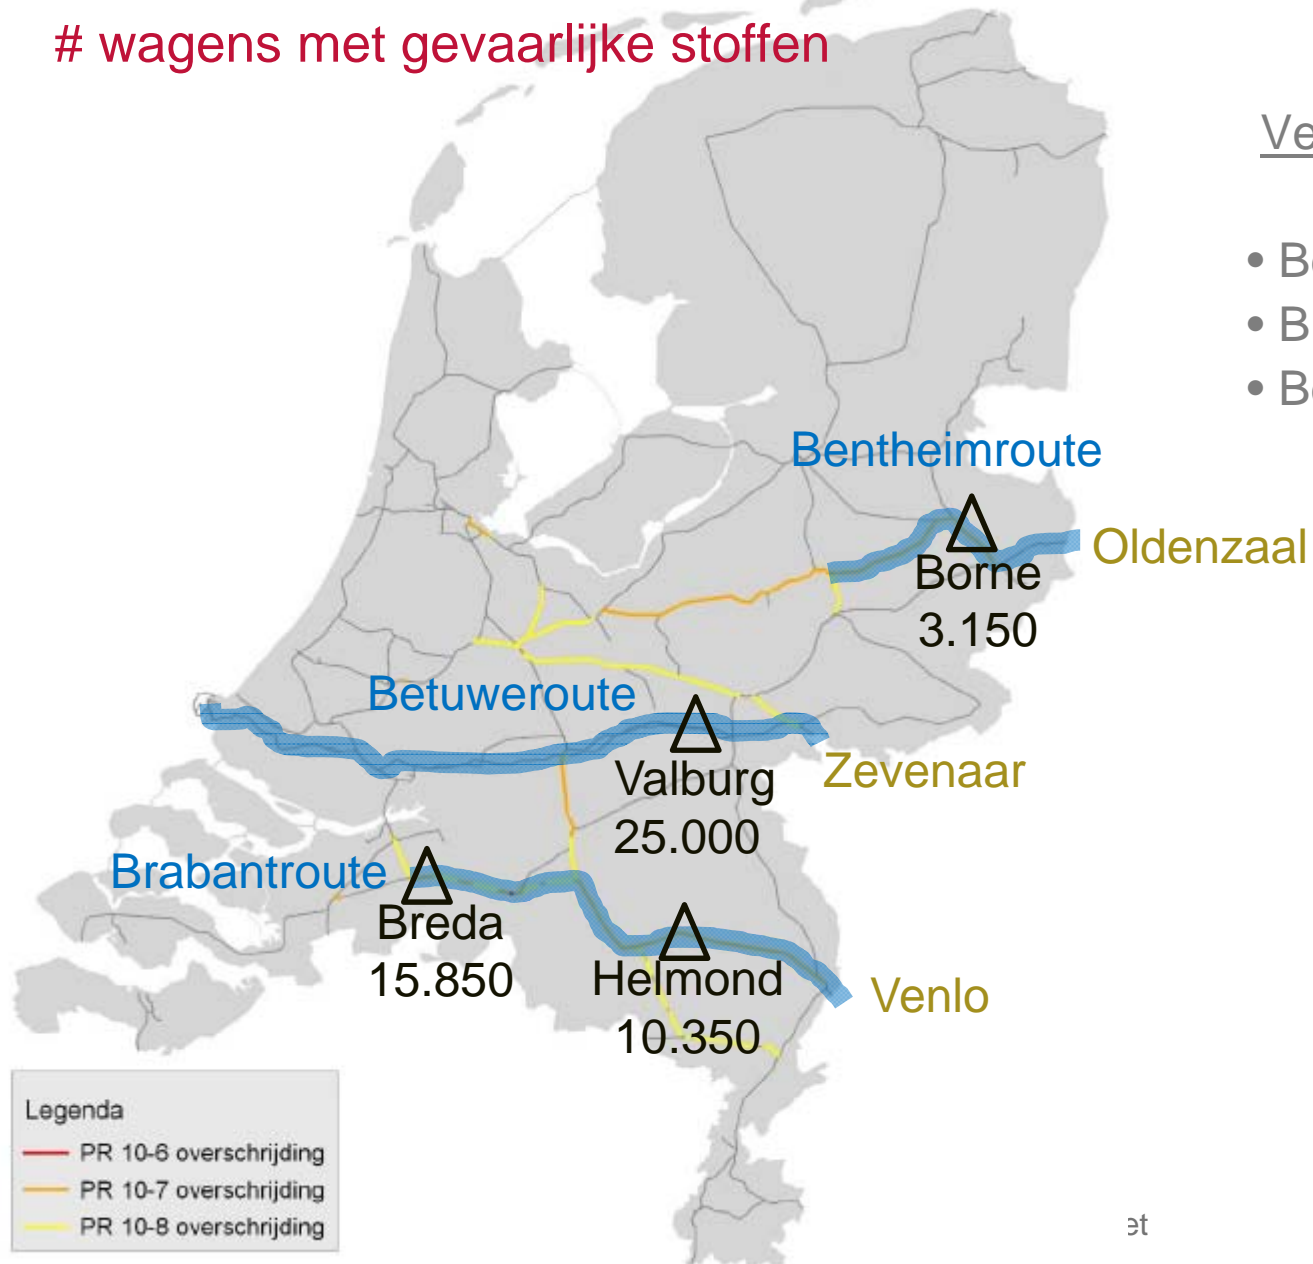 # wagens met gevaarlijke stoffen
Bentheimroute
Oldenzaal
Borne
3.150
Betuweroute
Valburg
25.000
Zevenaar
Brabantroute
Breda
15.850
Helmond
10.350
Venlo
Legenda
PR 10-6 overschrijding
PR 10-7 overschrijding
PR 10-8 overschrijding